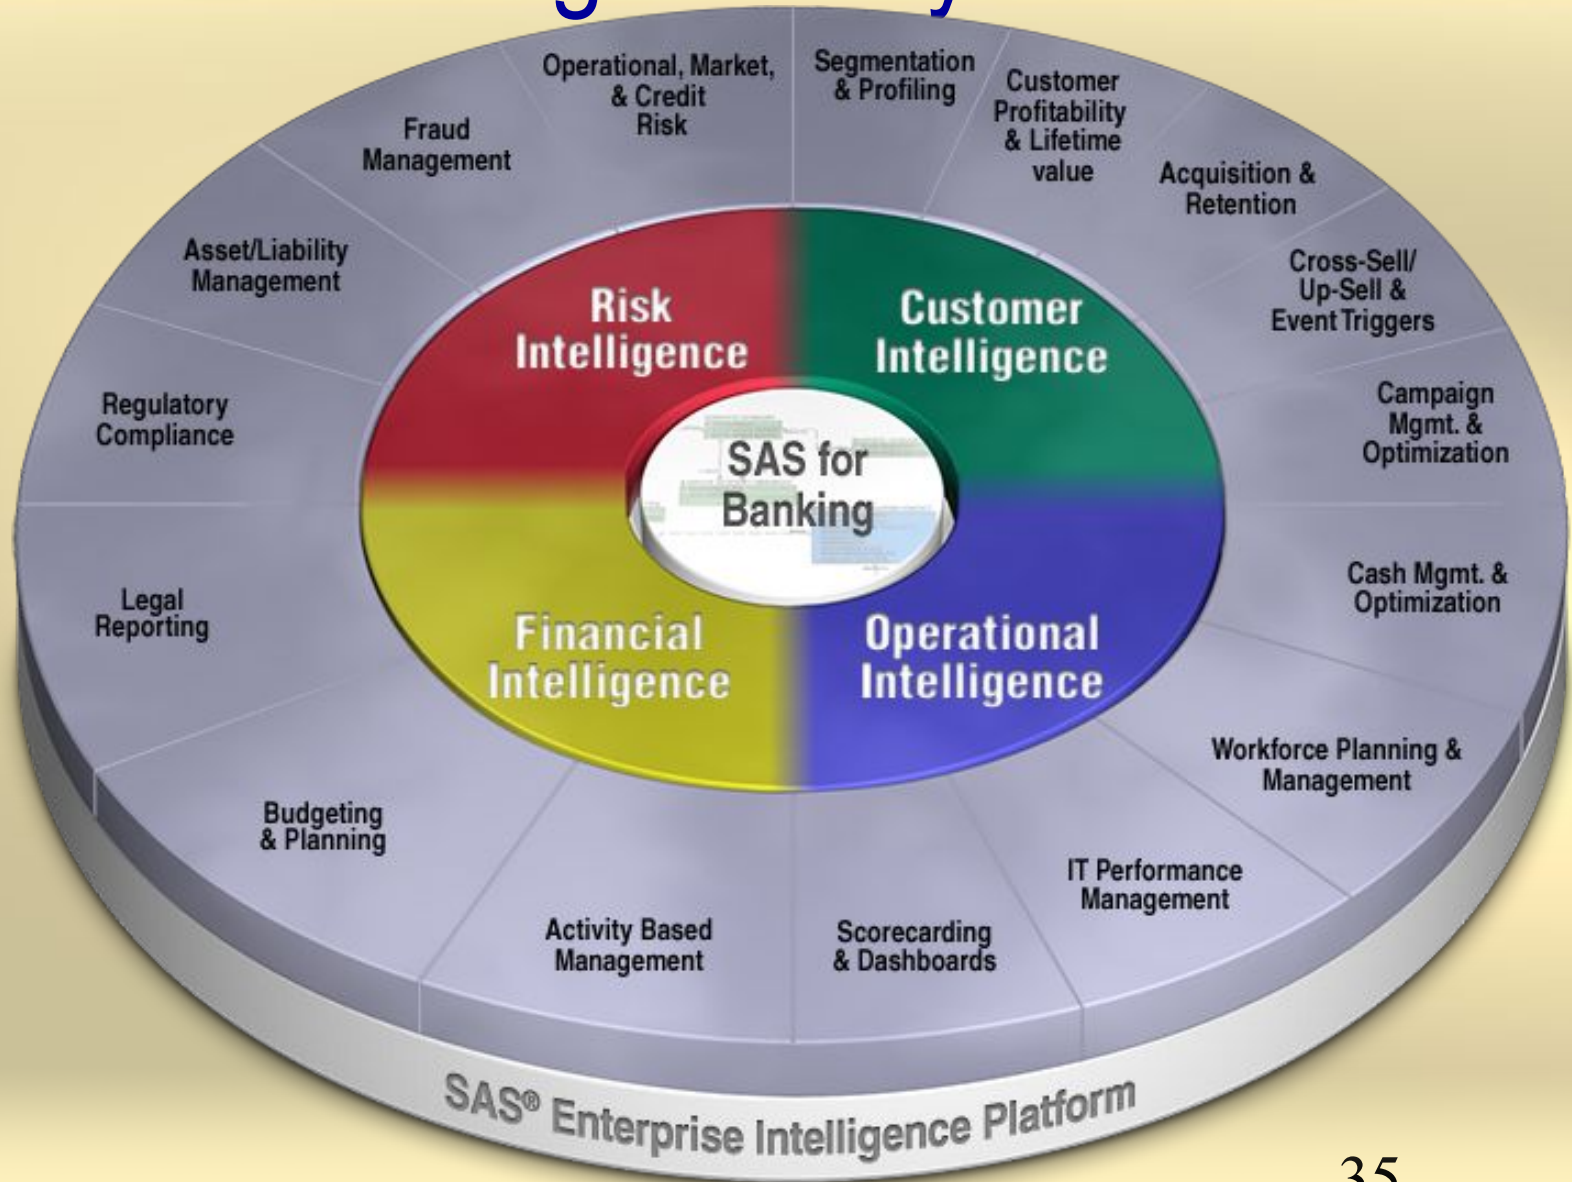 Operational, Market,
& Credit
Risk
Segmentation
& Profiling
Customer
Profitability
& Lifetime
value
Acquisition &
Retention
Cross-Sell/
Up-Sell &
Event Triggers
Campaign
Mgmt. &
Optimization
Cash Mgmt. &
Optimization
Workforce Planning &
Management
IT Performance
Management
Scorecarding
& Dashboards
Activity Based
Management
Budgeting
& Planning
Legal
Reporting
Regulatory
Compliance
Asset/Liability
Management
Fraud
Management
Risk
Intelligence
Customer
Intelligence
SAS for
Banking
Financial
Intelligence
Operational
Intelligence
SAS® Enterprise Intelligence Platform
35